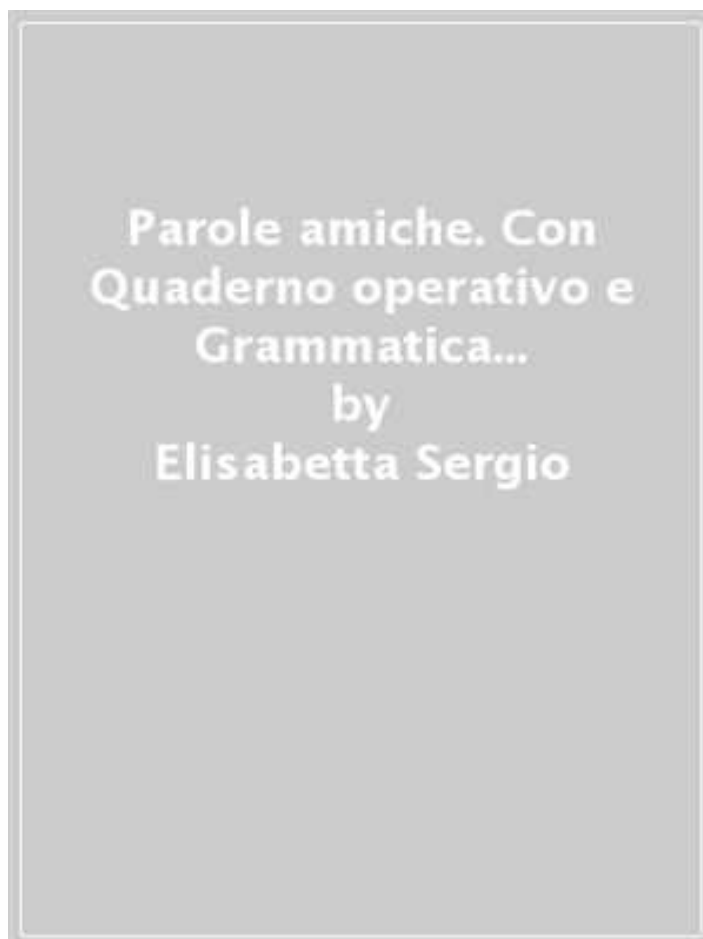 Parole amiche. Con
Quaderno operativo e
Grammatica...
by
Elisabetta Sergio